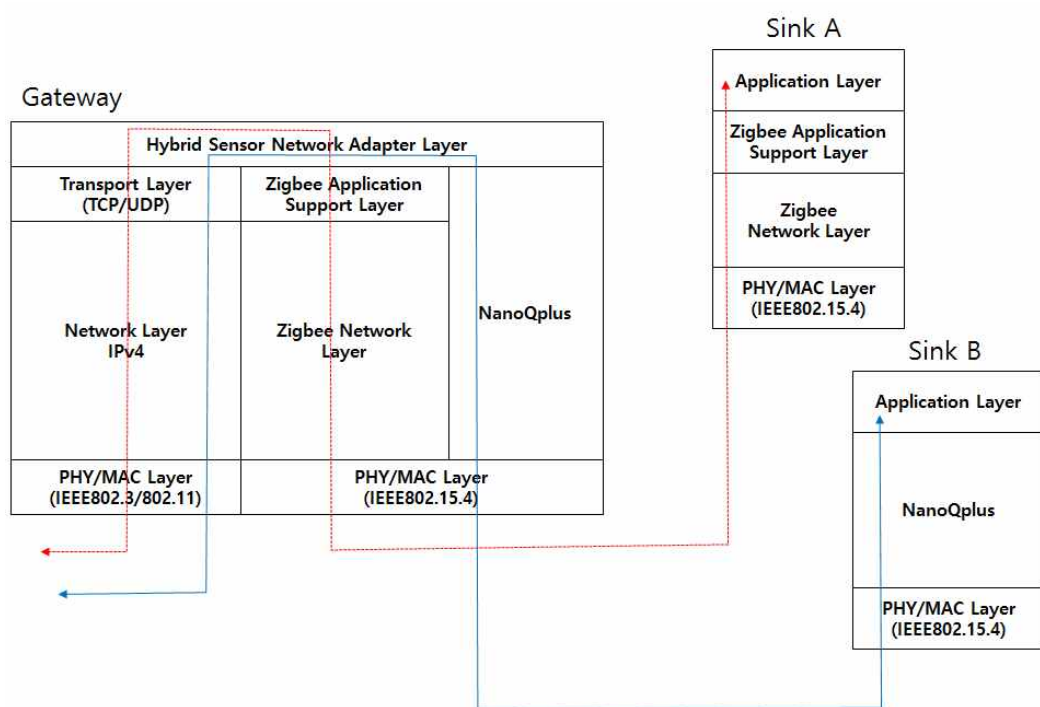 Sink A
Application Layer
Zigbee Application
Support Layer
Zigbee
Network Layer
PHY/MAC Layer
(IEEE802.15.4)
Gateway
Hybrid Sensor Network Adapter Layer
Transport Layer
(TCP/UDP)
Zigbee Application
Support Layer
Network Layer
IPv4
Zigbee Network
Layer
NanoQplus
PHY/MAC Layer
(IEEE802.3/802.11)
PHY/MAC Layer
(IEEE802.15.4)
Sink B
Application Layer
NanoQplus
PHY/MAC Layer
(IEEE802.15.4)